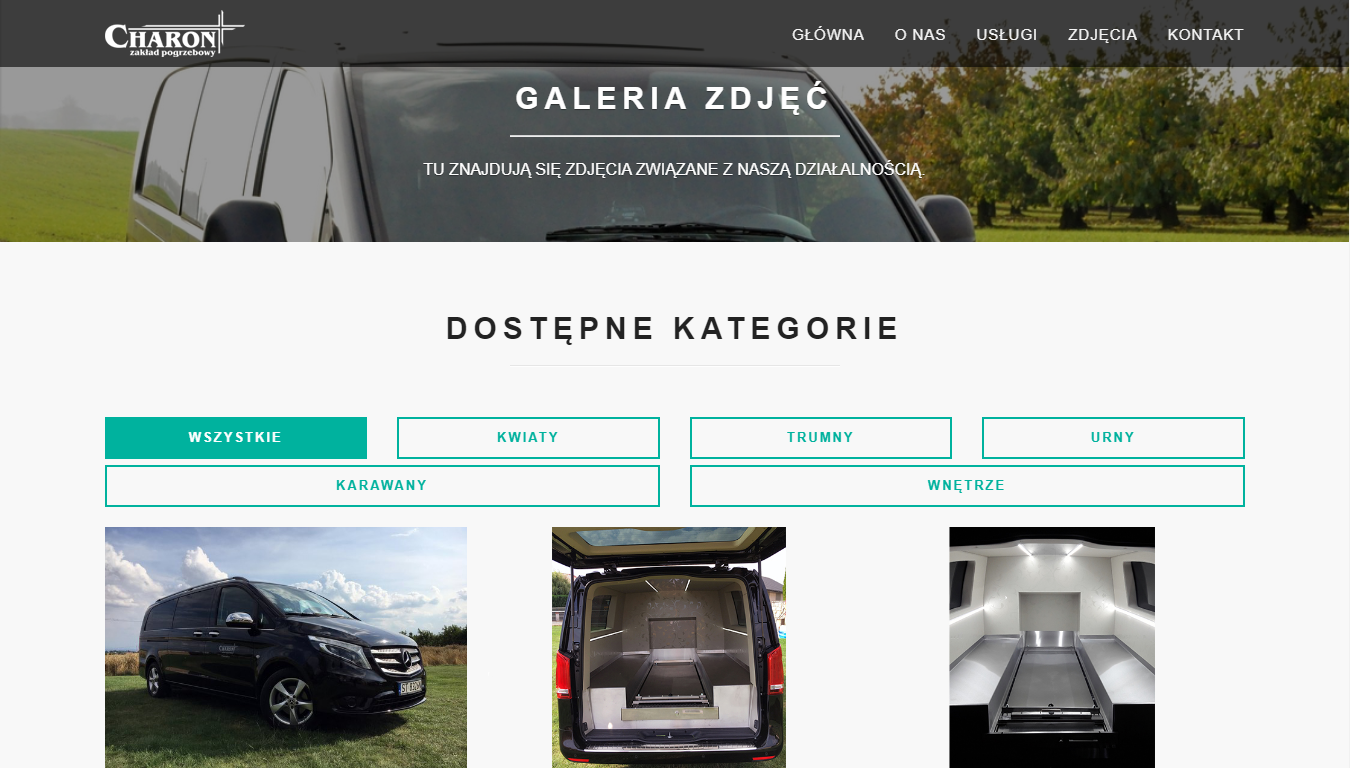 CHARON
zakład pogrzebowy
GŁÓWNA
O NAS
USŁUGI
ZDJĘCIA
KONTAKT
GALERIA ZDJĘĆ
TU ZNAJDUJĄ SIĘ ZDJĘCIA ZWIĄZANE Z NASZĄ DZIAŁALNOŚCIĄ.
DOSTĘPNE KATEGORIE
WSZYSTKIE
KWIATY
TRUMNY
URNY
KARAWANY
WNĘTRZE
CHARON